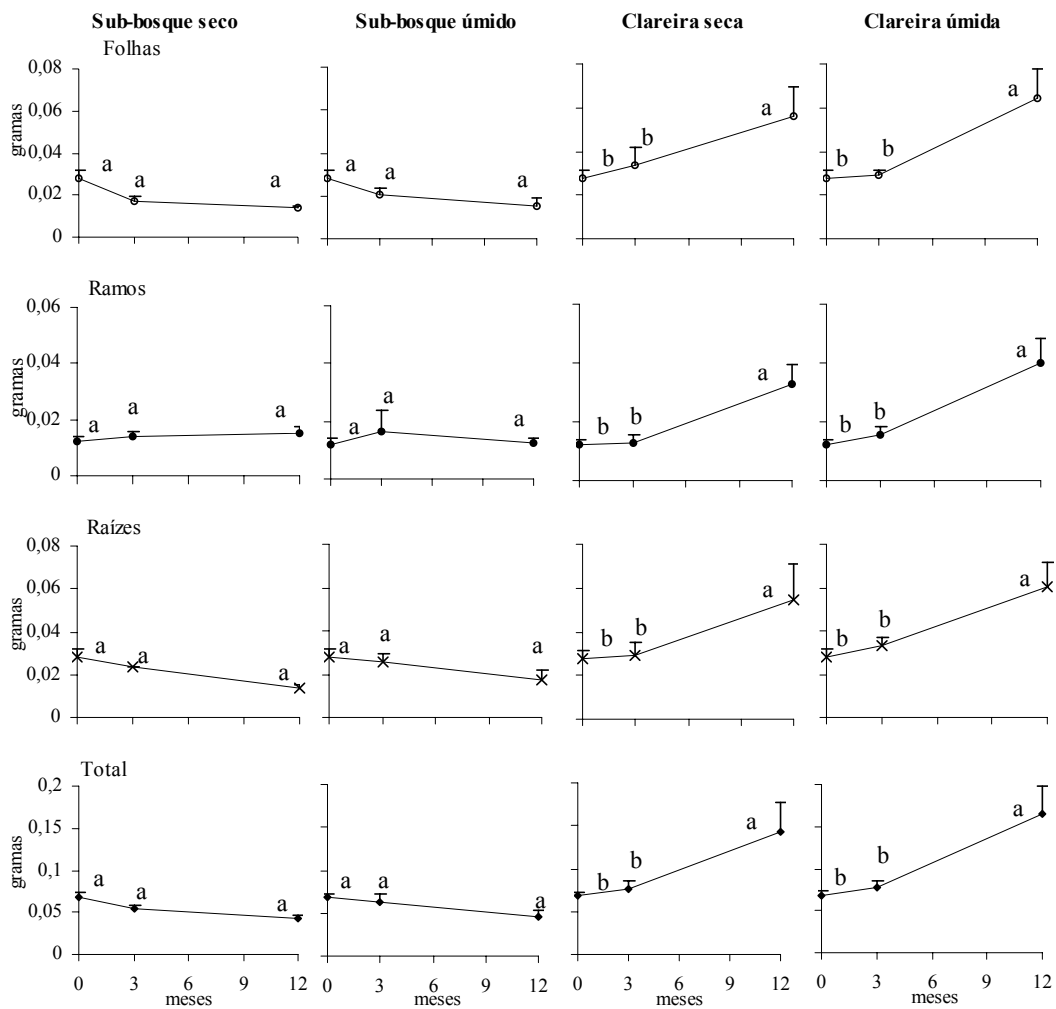 Sub-bosque seco Sub-bosque úmido Clareira seca Clareira úmida
Folhas
0,08
0,06
0,04
0,02
0
gramas
a a a
a a a
b b a
b b a
Ramos
0,06
0,04
0,02
0
gramas
a a a
a a a
b b a
b b a
Raízes
0,08
0,06
0,04
0,02
0
gramas
a a a
a a a
b b a
b b a
Total
0,2
0,15
0,1
0,05
0
gramas
a a a
a a a
b b a
b b a
0 3 6 9 12 0 3 6 9 12 0 3 6 9 12 0 3 6 9 12
meses meses meses meses